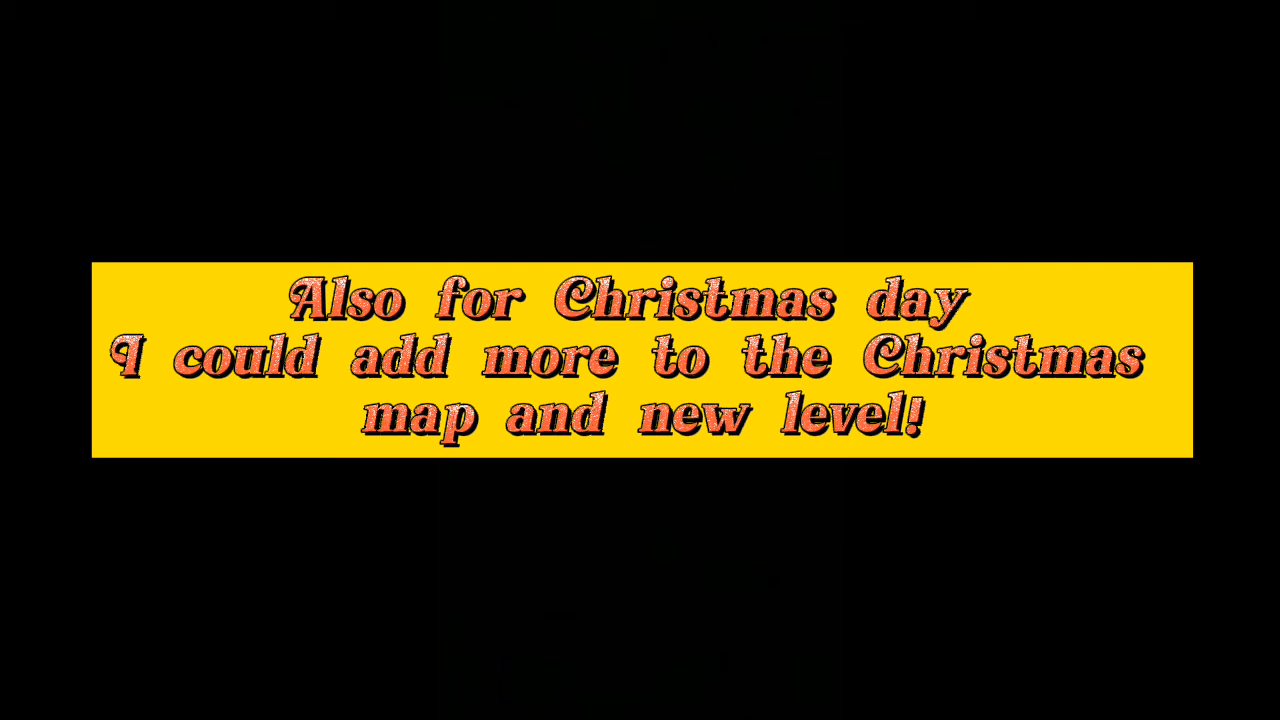 Also for Christmas day
I could add more to the Christmas
map and new level!